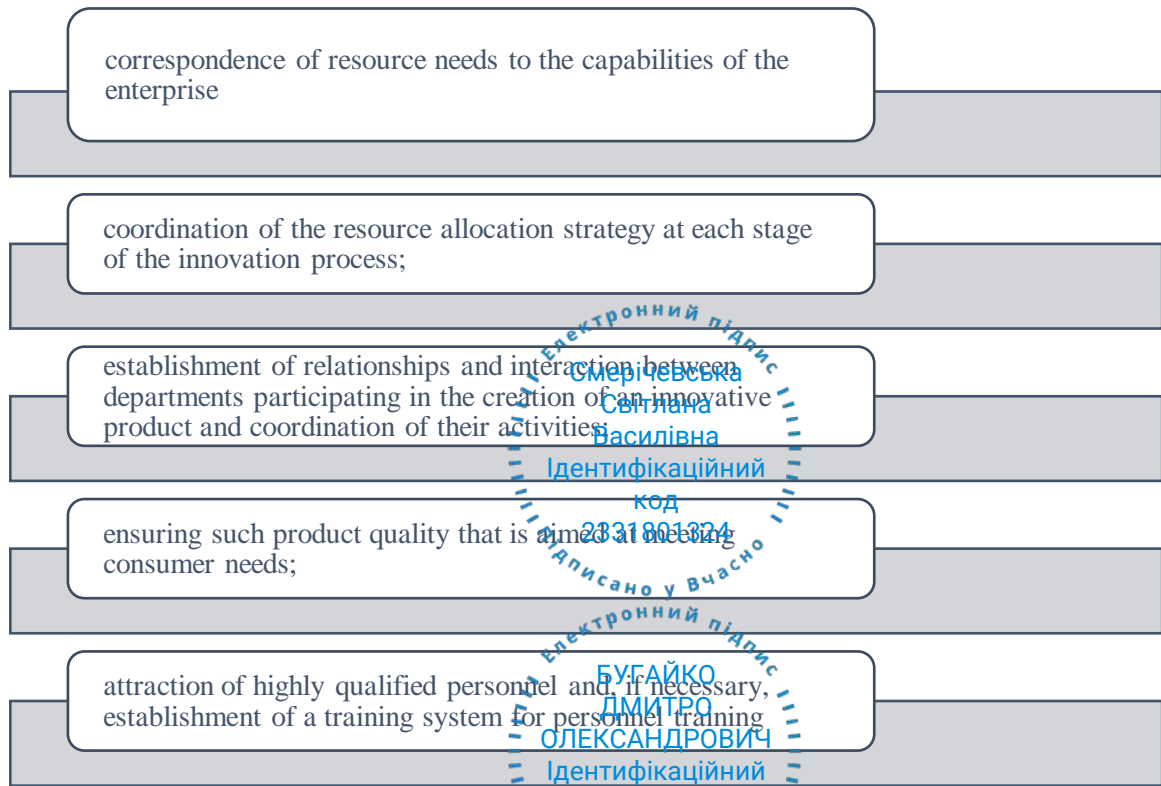 correspondence of resource needs to the capabilities of the
enterprise
coordination of the resource allocation strategy at each stage
of the innovation process;
establishment of relationships and interaction between
departments participating in the creation of an innovative
product and coordination of their activities;
ensuring such product quality that is aimed at meeting
consumer needs;
attraction of highly qualified personnel and, if necessary,
establishment of a training system for personnel training
Електронний підпис
Смерічевська
Світлана
Василівна
Ідентифікаційний
код
2331801324
Підписано у Вчасно
Електронний підпис
БУГАЙКО
ДМИТРО
ОЛЕКСАНДРОВИЧ
Ідентифікаційний